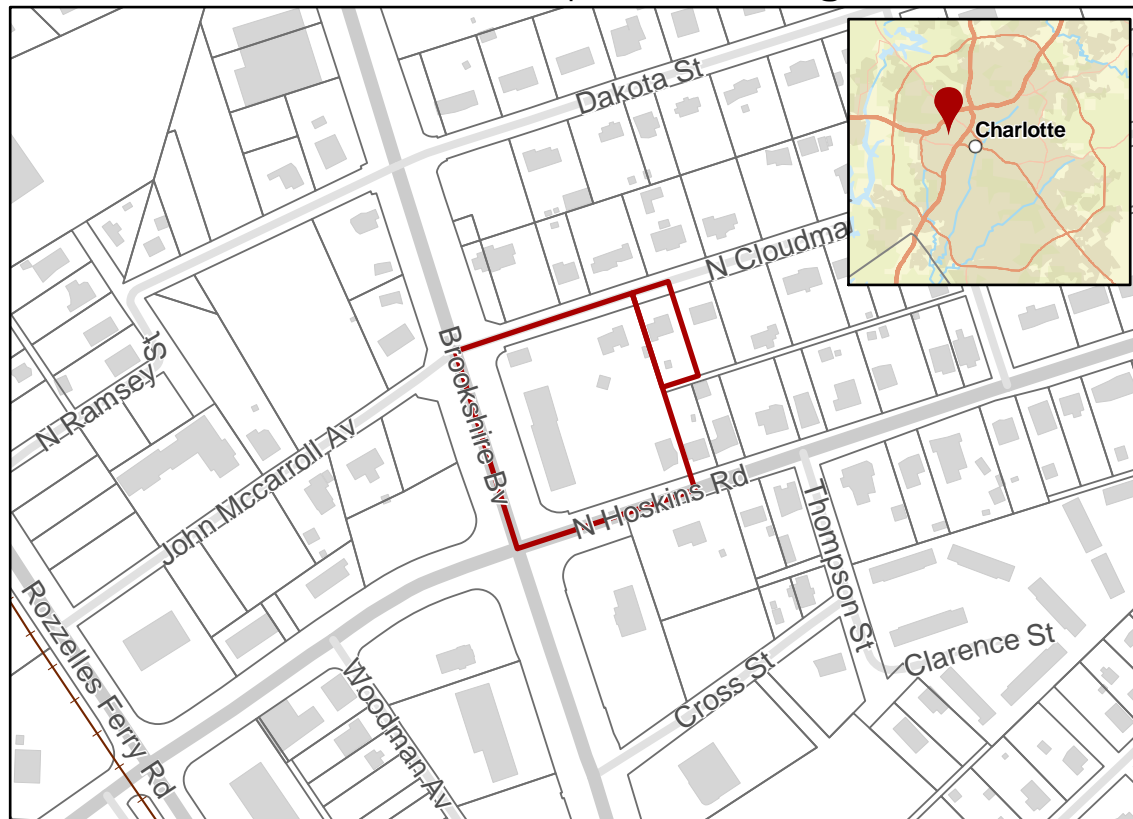 Dakota St
Charlotte
N Cloudma
Brookshire Bv
N Ramsey St
John Mccarroll Av
N Hoskins Rd
Thompson St
Rozzelles Ferry Rd
Woodman Av
Cross St
Clarence St